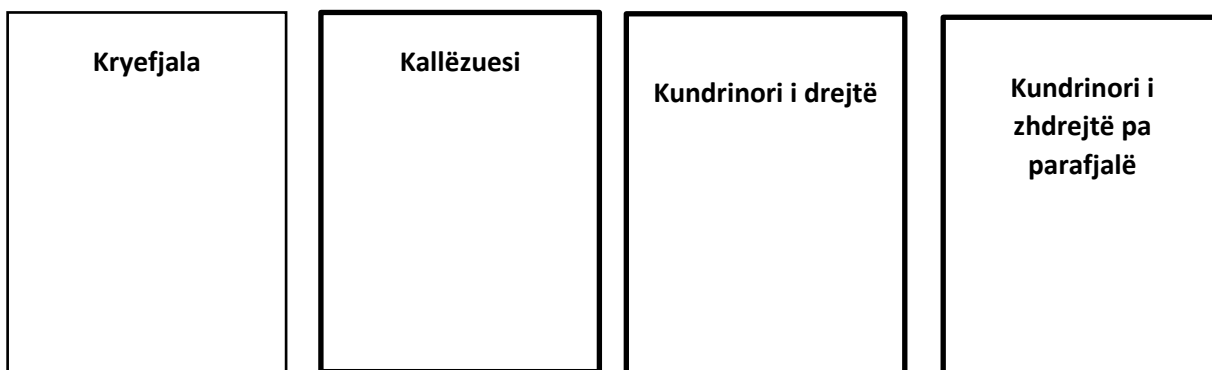 Kryefjala
Kallëzuesi
Kundrinori i drejtë
Kundrinori i
zhdrejtë pa
parafjalë